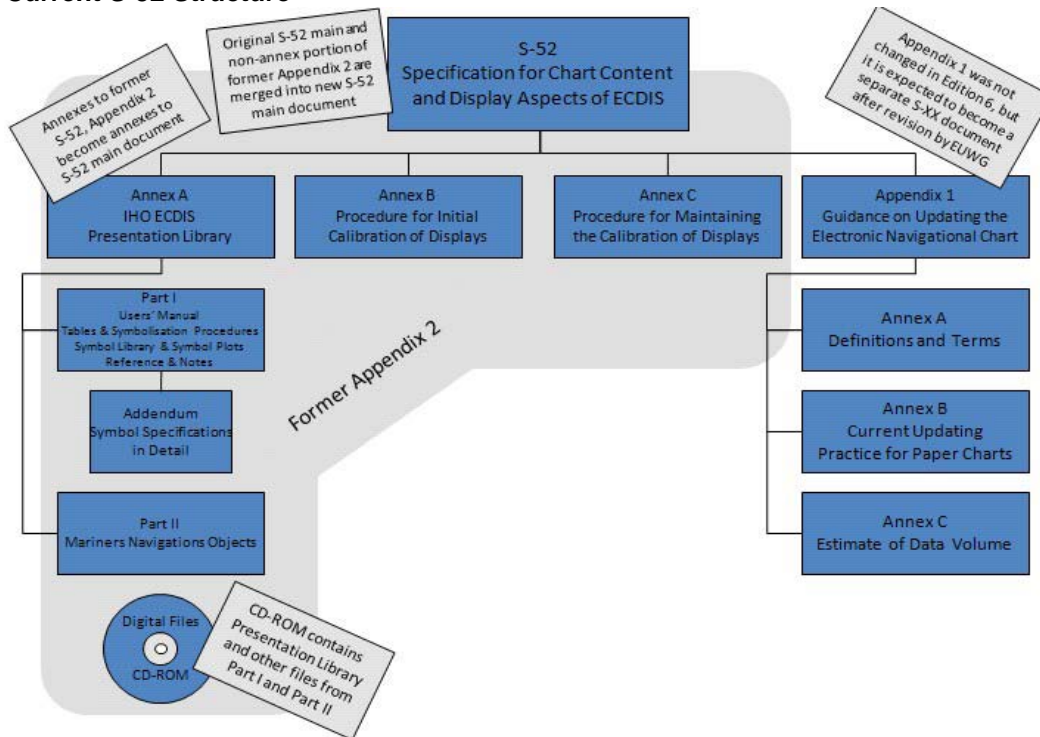 Current S-52 Structure
Annexes to former
S-52, Appendix 2
become annexes to
S-52 main document
Original S-52 main and
non-annex portion of
former Appendix 2 are
merged into new S-52
main document
S-52
Specification for Chart Content
and Display Aspects of ECDIS
Appendix 1 was not
changed in Edition 6, but
it is expected to become a
separate S-XX document
after revision by EUWG
Annex A
IHO ECDIS
Presentation Library
Annex B
Procedure for Initial
Calibration of Displays
Annex C
Procedure for Maintaining
the Calibration of Displays
Appendix 1
Guidance on Updating the
Electronic Navigational Chart
Part I
Users' Manual
Tables & Symbolisation Procedures
Symbol Library & Symbol Plots
Reference & Notes
Addendum
Symbol Specifications
in Detail
Part II
Mariners Navigations Objects
Former Appendix 2
Annex A
Definitions and Terms
Annex B
Current Updating
Practice for Paper Charts
Annex C
Estimate of Data Volume
Digital Files
CD-ROM
CD-ROM contains
Presentation Library
and other files from
Part I and Part II